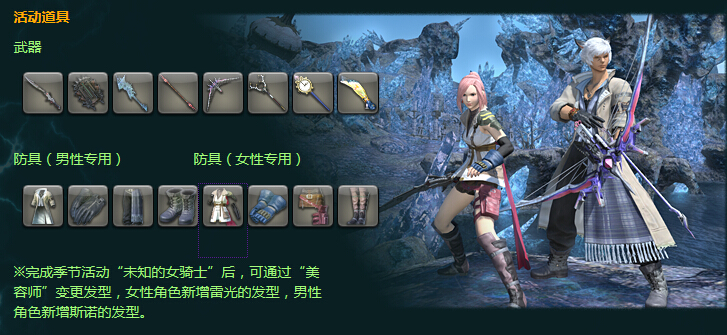 活动道具
武器
防具（男性专用） 防具（女性专用）
※完成季节活动“未知的女骑士”后，可通过“美
容师”变更发型，女性角色新增雷光的发型，男性
角色新增斯诺的发型。